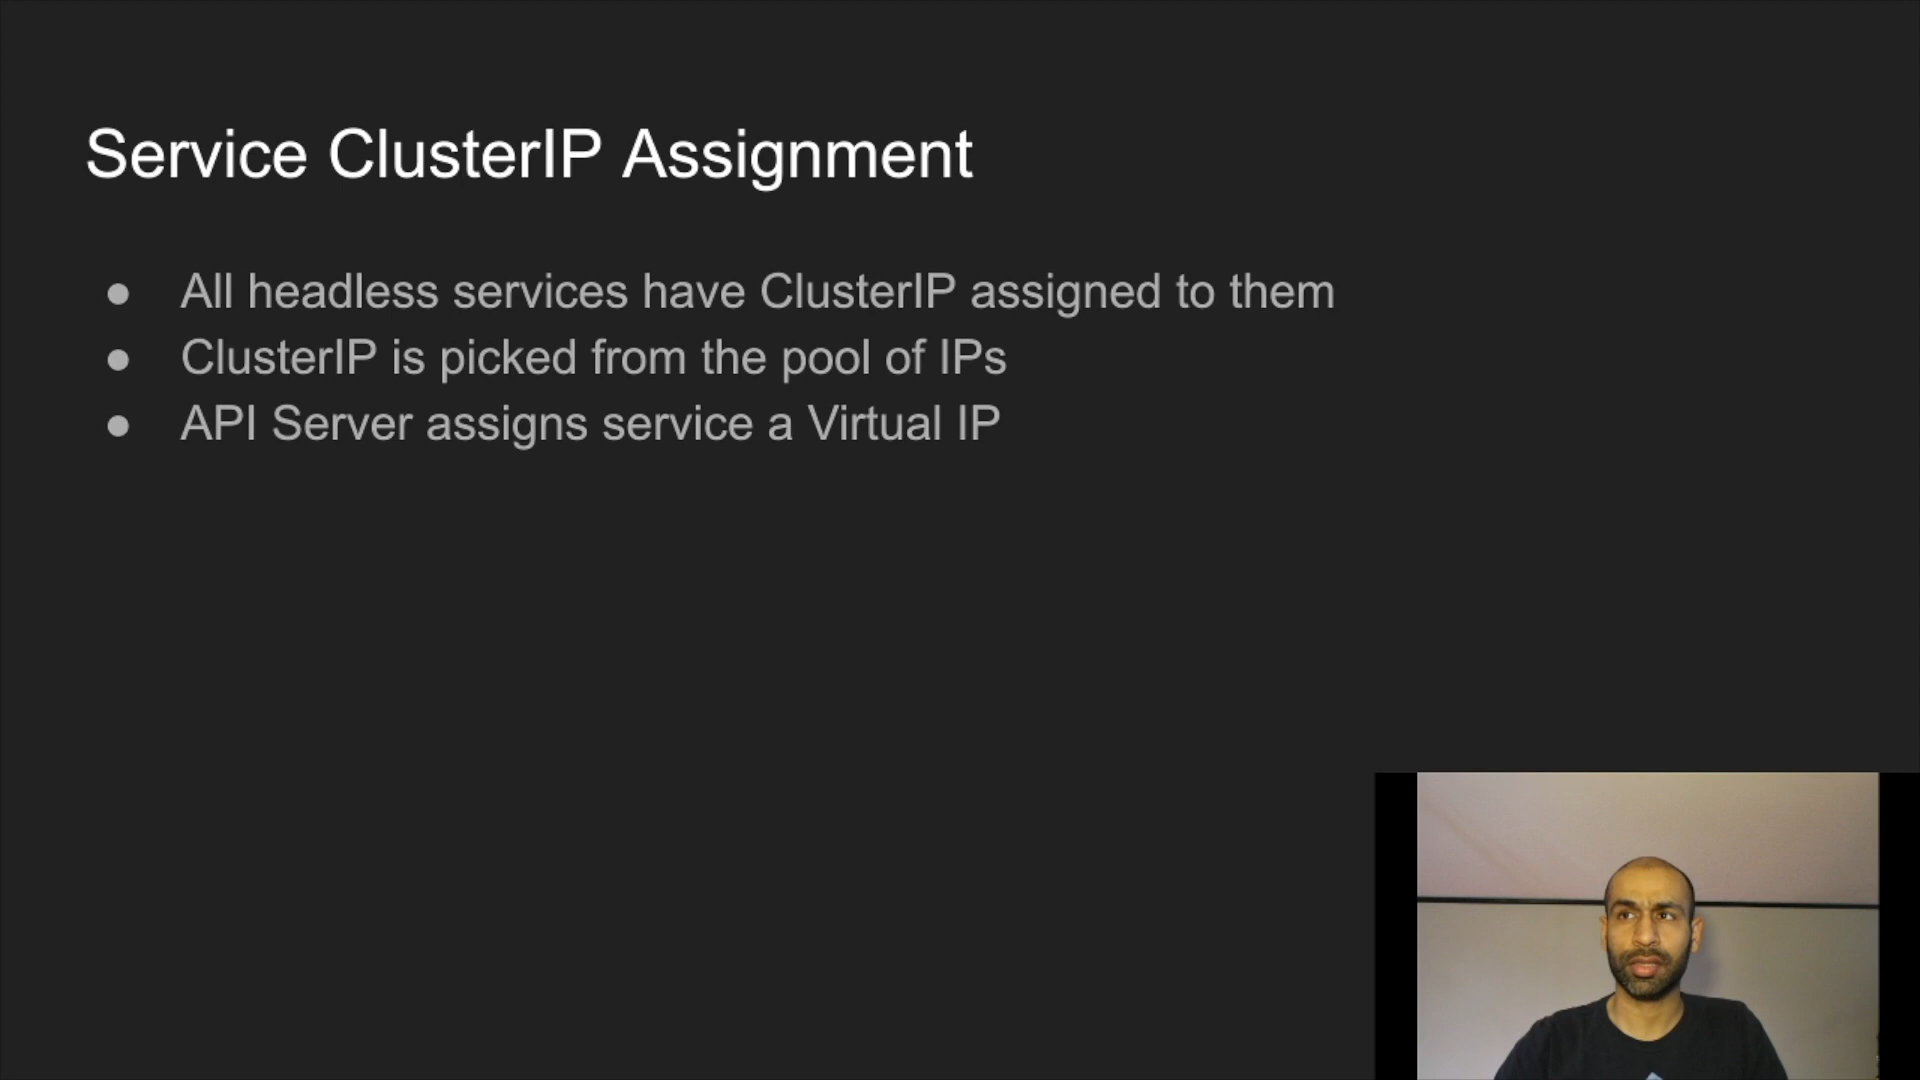 Service ClusterIP Assignment
● All headless services have ClusterIP assigned to them
● ClusterIP is picked from the pool of IPs
● API Server assigns service a Virtual IP